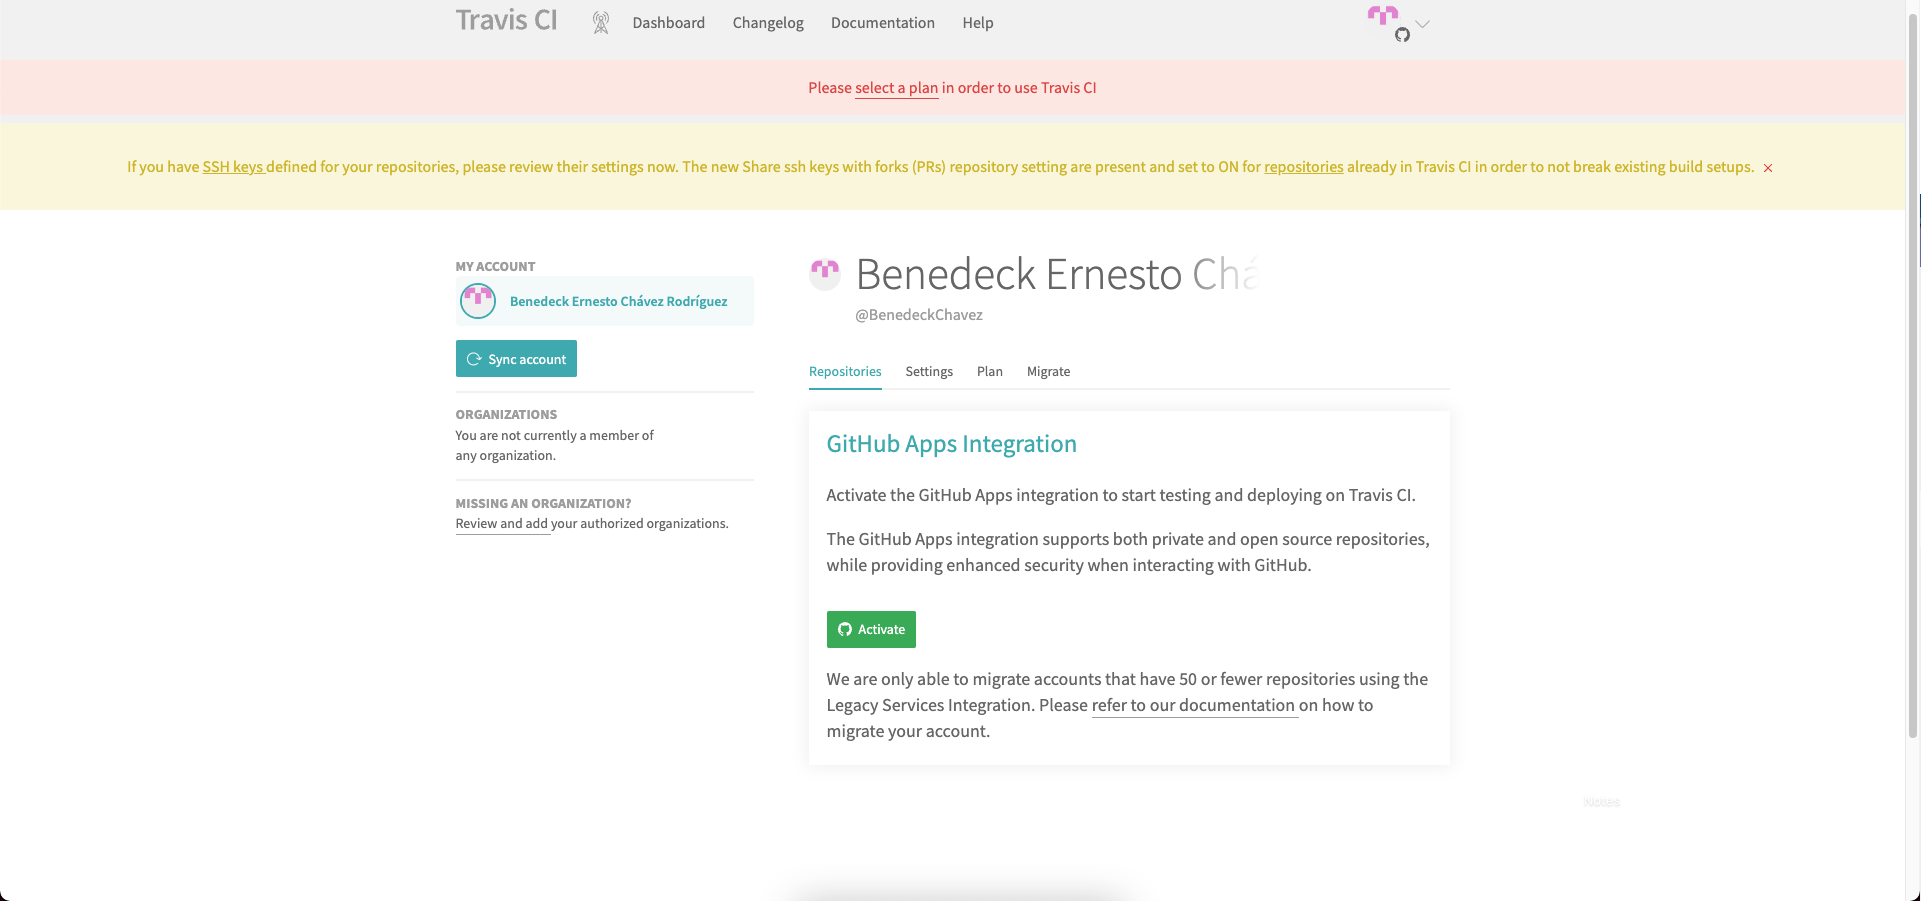 Travis CI
Dashboard
Changelog
Documentation
Help
Please select a plan in order to use Travis CI
If you have SSH keys defined for your repositories, please review their settings now. The new Share ssh keys with forks (PRs) repository setting are present and set to ON for repositories already in Travis CI in order to not break existing build setups.
MY ACCOUNT
Benedeck Ernesto Chávez Rodríguez
Sync account
ORGANIZATIONS
You are not currently a member of
any organization.
MISSING AN ORGANIZATION?
Review and add your authorized organizations.
Benedeck Ernesto Chá
@BenedeckChavez
Repositories
Settings
Plan
Migrate
GitHub Apps Integration
Activate the GitHub Apps integration to start testing and deploying on Travis CI.
The GitHub Apps integration supports both private and open source repositories,
while providing enhanced security when interacting with GitHub.
Activate
We are only able to migrate accounts that have 50 or fewer repositories using the
Legacy Services Integration. Please refer to our documentation on how to
migrate your account.
Notes